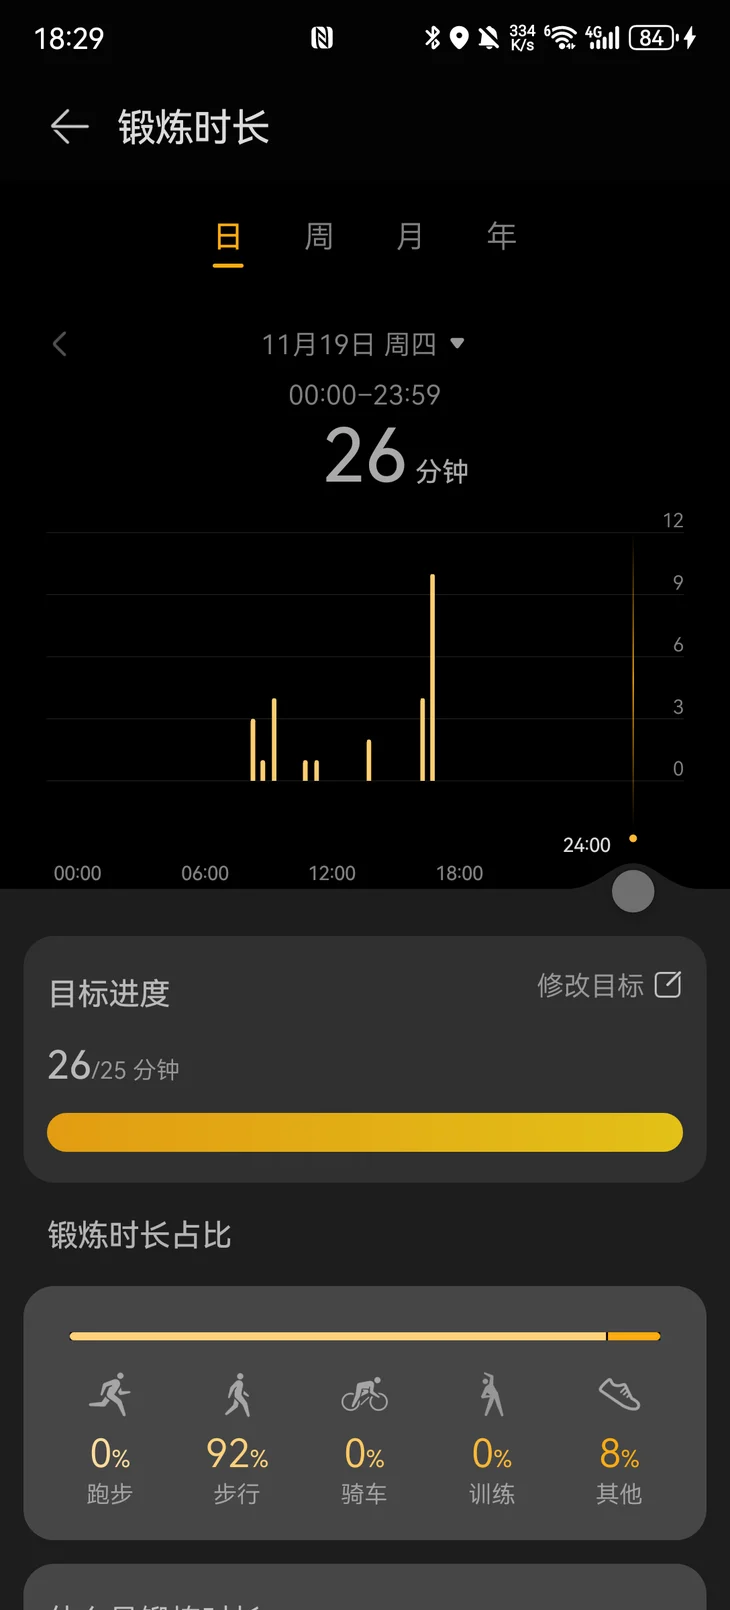 18:29 334 K/s 6 4G 84
锻炼时长
日 周 月 年
11月19日 周四
00:00–23:59
26 分钟
12
9
6
3
0
24:00
00:00 06:00 12:00 18:00
目标进度 修改目标
26/25 分钟
锻炼时长占比
0% 92% 0% 0% 8%
跑步 步行 骑车 训练 其他